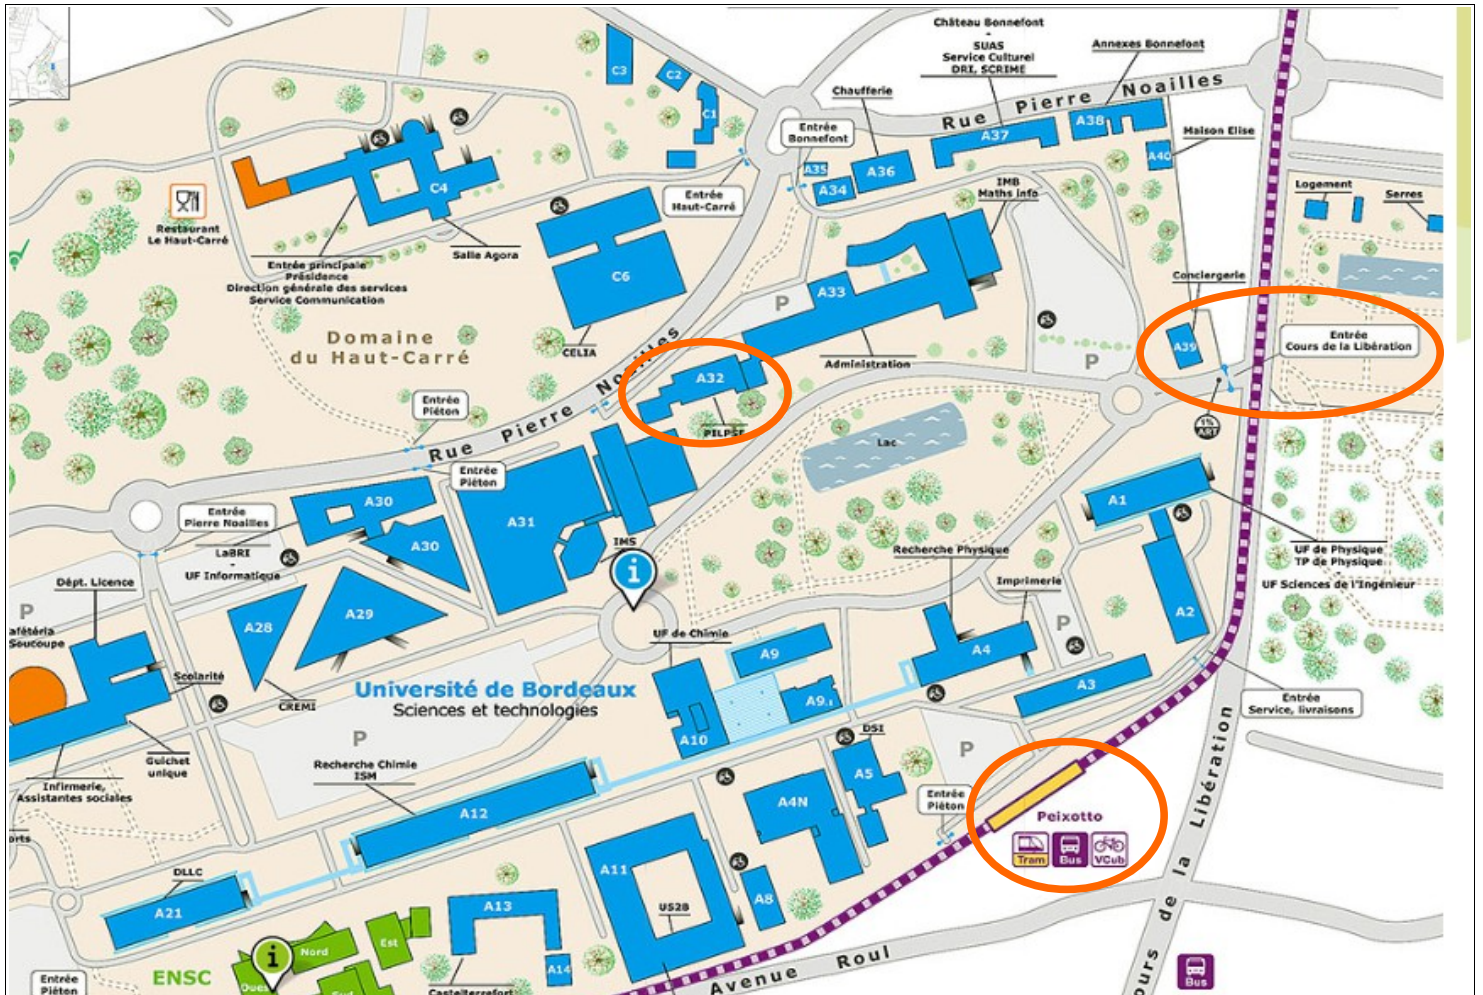 Château Bonnefont
-
SUAS
Service Culturel
DRI, SCRIME
Annexes Bonnefont
Rue Pierre Noailles
C3
C2
C1
Chaufferie
Entrée
Bonnefont
A37
A38
Maison Elise
A40
A35
A36
A34
IMB
Maths info
Logement
Serres
C4
Entrée
Haut-Carré
Restaurant
Le Haut-Carré
Salle Agora
Entrée principale
Présidence
Direction générale des services
Service Communication
C6
CELIA
Domaine
du Haut-Carré
P
A33
Administration
Conciergerie
A39
Entrée
Cours de la Libération
P
1%
ART
A32
Rue Pierre Noailles
Entrée
Piéton
Entrée
Piéton
Lac
A30
A31
A30
Entrée
Pierre Noailles
LaBRI
-
UF Informatique
IMS
i
A1
UF de Physique
TP de Physique
UF Sciences de l'Ingénieur
Recherche Physique
Imprimerie
A2
Dépt. Licence
P
A28
A29
CREMI
Scolarité
Guichet
unique
Infirmerie,
Assistantes sociales
UF de Chimie
A9
A9
A4
P
A3
Entrée
Service, livraisons
Université de Bordeaux
Sciences et technologies
P
A10
DSI
A5
P
Recherche Chimie
ISM
A12
A4N
Entrée
Piéton
Peixotto
Tram
Bus
VCub
DLLC
A21
A11
US2B
A8
A13
A14
Castelterrefort
Nord
Est
i
ENSC
Entrée
Piéton
Avenue Roul
Cours de la Libération
Bus